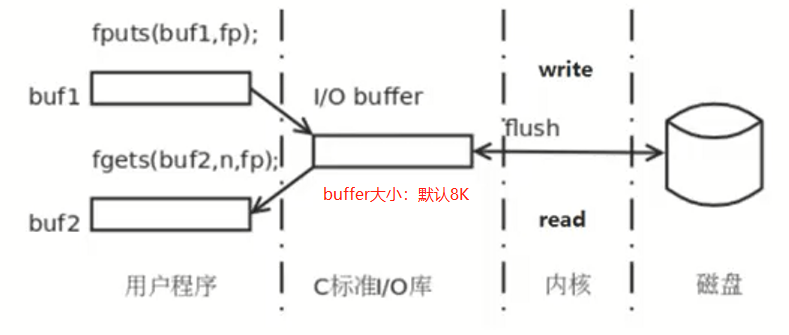 fputs(buf1,fp);
buf1
I/O buffer
write
flush
fgets(buf2,n,fp);
buffer大小：默认8K
buf2
read
用户程序
C标准I/O库
内核
磁盘